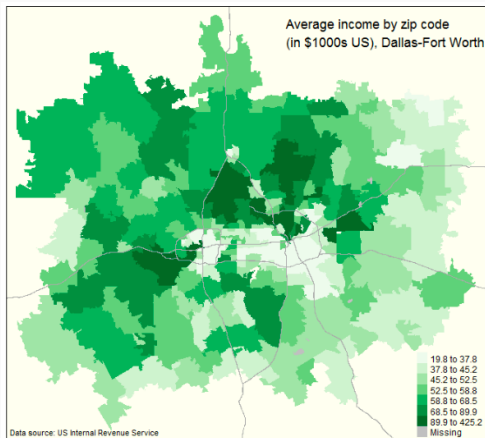 Average income by zip code
(in $1000s US), Dallas-Fort Worth
19.8 to 37.8
37.8 to 45.2
45.2 to 52.5
52.5 to 58.8
58.8 to 68.5
68.5 to 89.9
89.9 to 425.2
Missing
Data source: US Internal Revenue Service